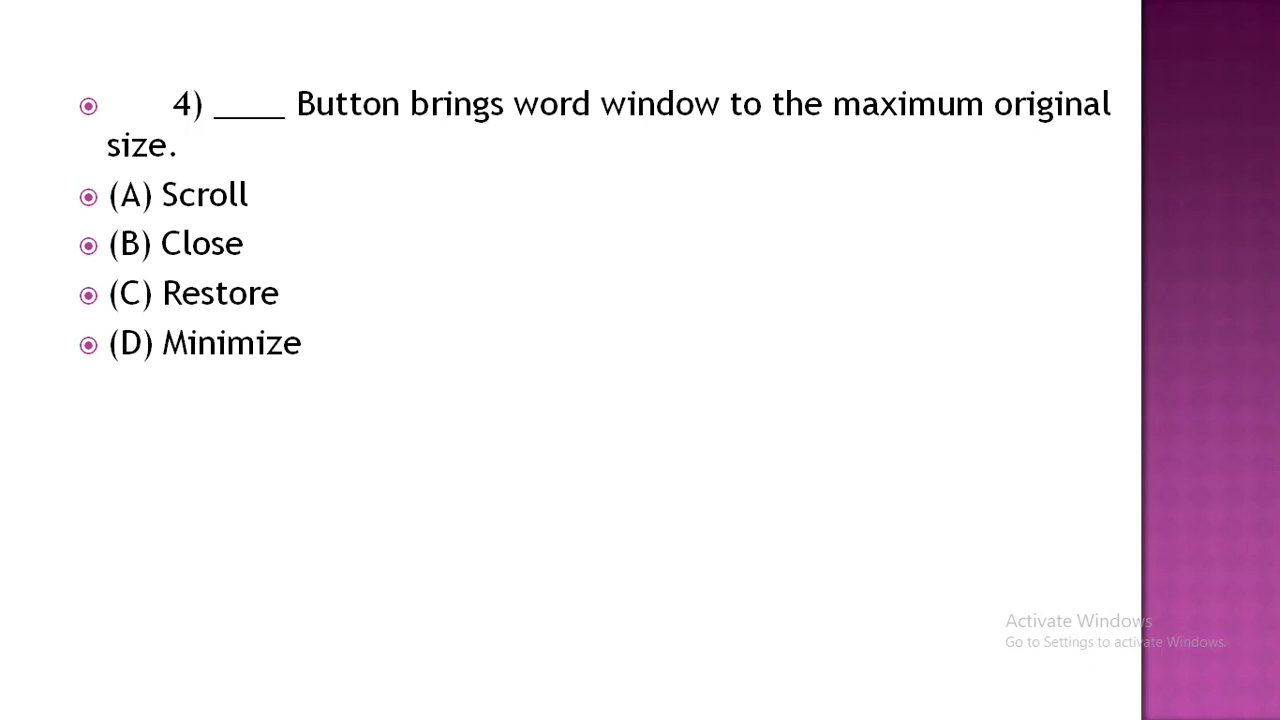 4) ____ Button brings word window to the maximum original
size.
(A) Scroll
(B) Close
(C) Restore
(D) Minimize
Activate Windows
Go to Settings to activate Windows.